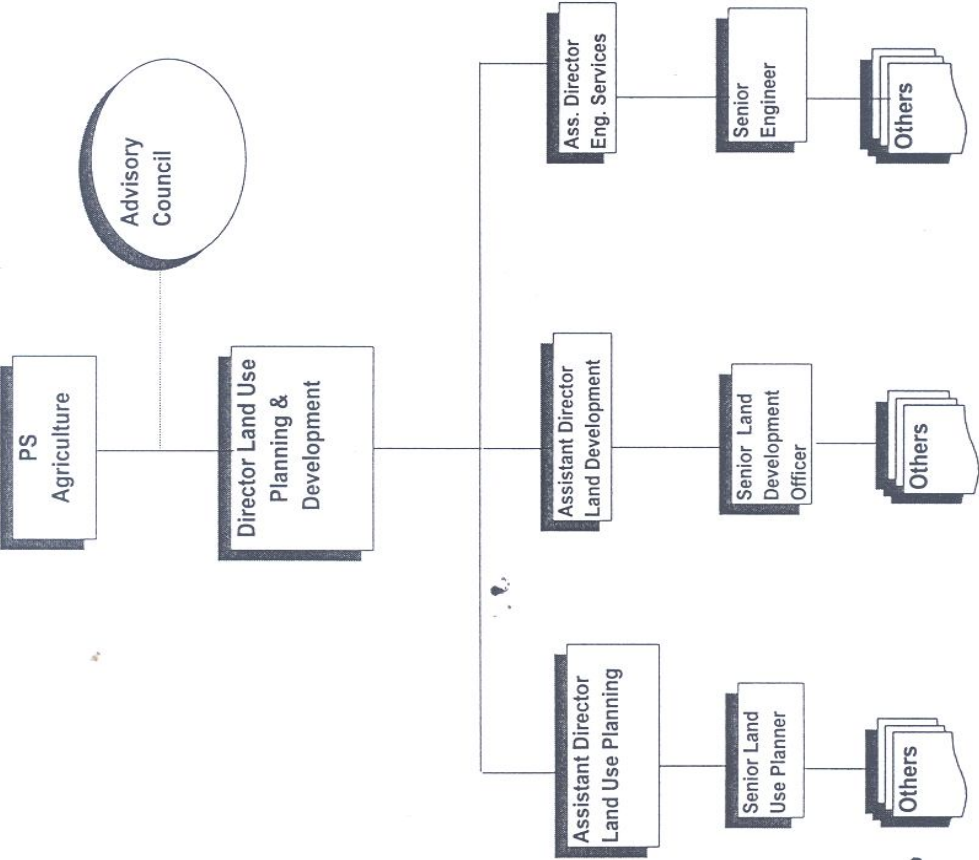 PS
Agriculture
Advisory
Council
Director Land Use
Planning &
Development
Assistant Director
Land Use Planning
Assistant Director
Land Development
Ass. Director
Eng. Services
Senior Land
Use Planner
Senior Land
Development
Officer
Senior
Engineer
Others
Others
Others